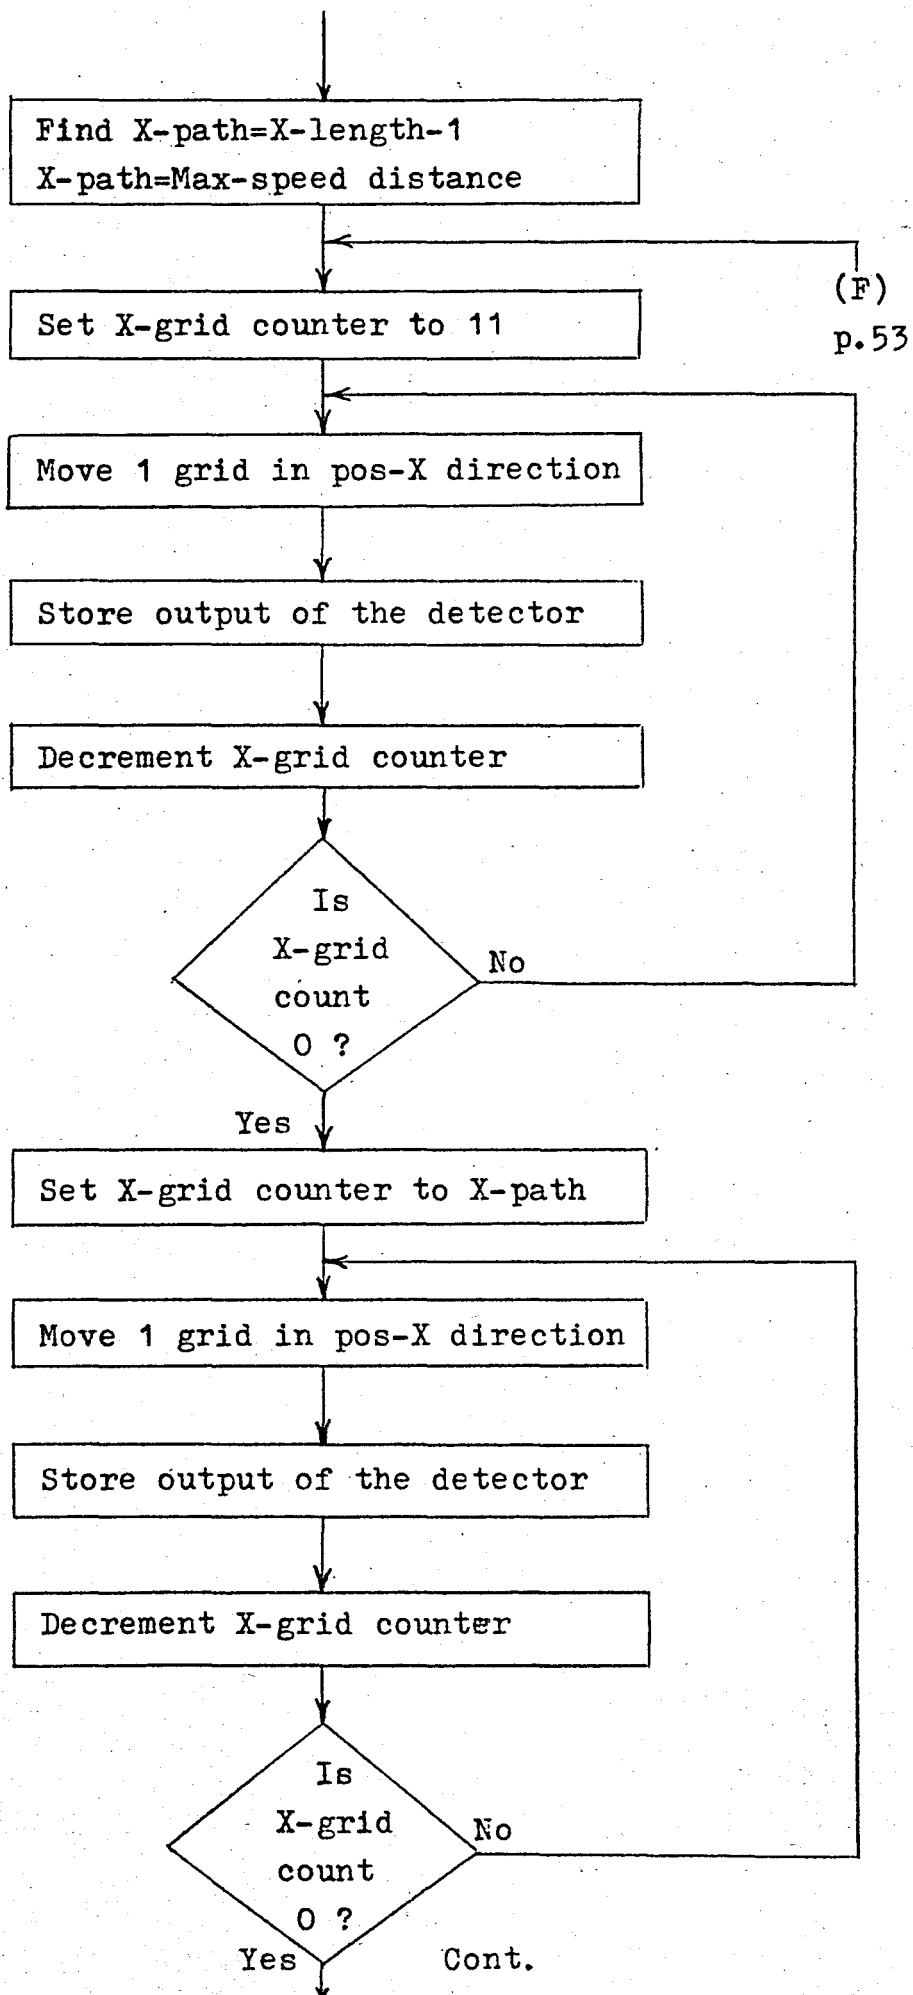 Find X-path=X-length-1
X-path=Max-speed distance
(F)
p.53
Set X-grid counter to 11
Move 1 grid in pos-X direction
Store output of the detector
Decrement X-grid counter
Is
X-grid
count
0 ?
No
Yes
Set X-grid counter to X-path
Move 1 grid in pos-X direction
Store output of the detector
Decrement X-grid counter
Is
X-grid
count
0 ?
No
Yes
Cont.